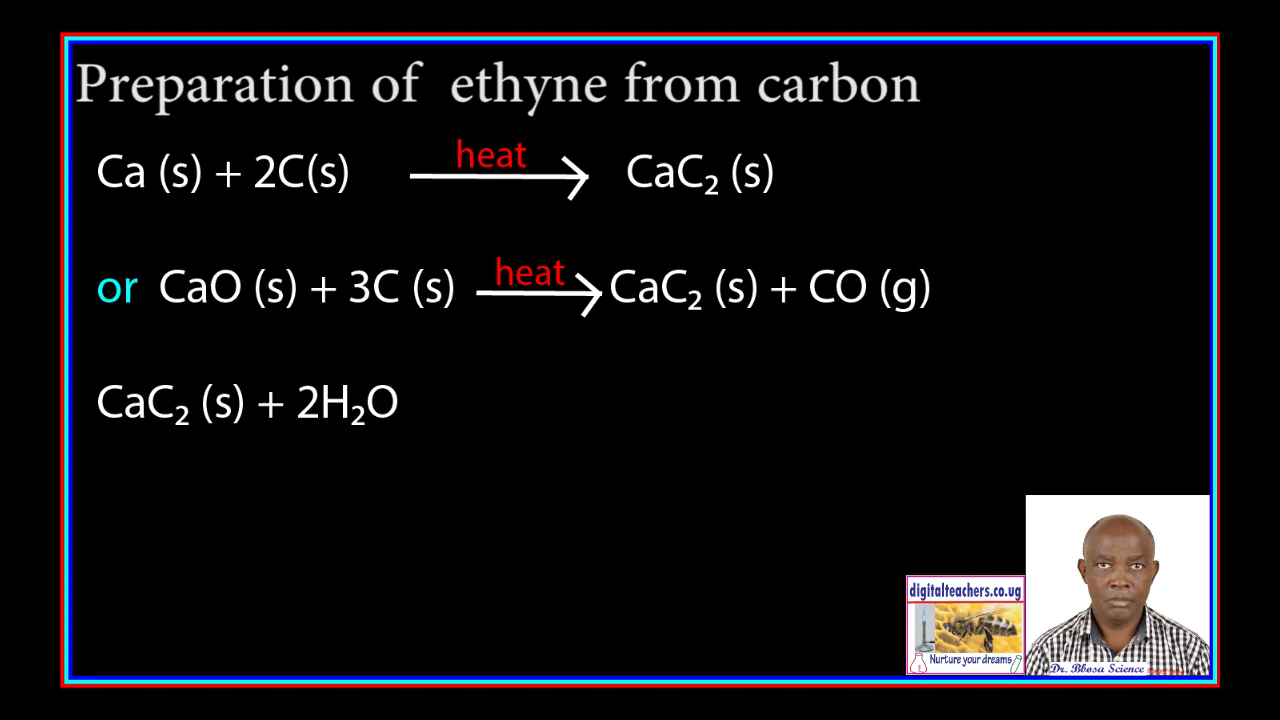 Preparation of ethyne from carbon
heat
Ca (s) + 2C(s) → CaC₂ (s)
heat
or CaO (s) + 3C (s) → CaC₂ (s) + CO (g)
CaC₂ (s) + 2H₂O
digitalteachers.co.ug
Nurture your dreams
Dr. Bbosa Science